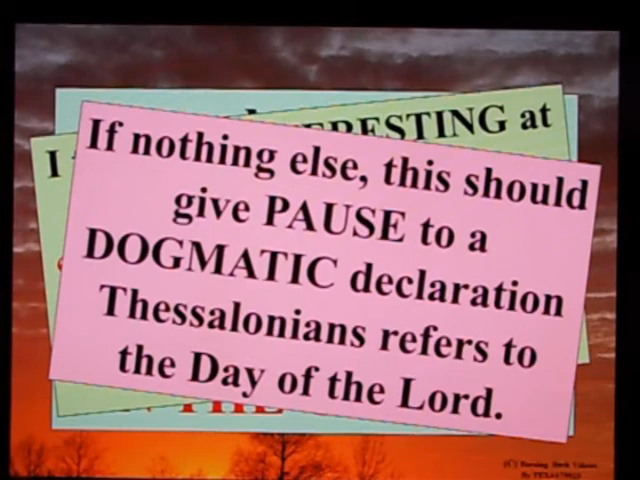 ERESTING at
I
If nothing else, this should
give PAUSE to a
DOGMATIC declaration
Thessalonians refers to
the Day of the Lord.
THE